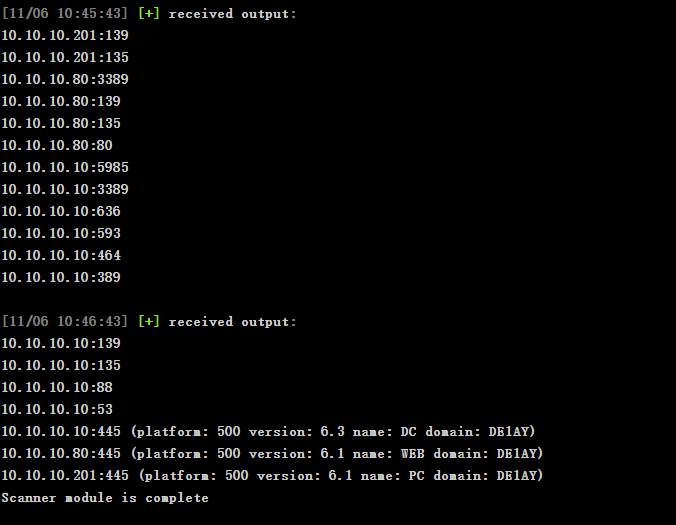 [11/06 10:45:43] [+] received output:
10.10.10.201:139
10.10.10.201:135
10.10.10.80:3389
10.10.10.80:139
10.10.10.80:135
10.10.10.80:80
10.10.10.10:5985
10.10.10.10:3389
10.10.10.10:636
10.10.10.10:593
10.10.10.10:464
10.10.10.10:389
[11/06 10:46:43] [+] received output:
10.10.10.10:139
10.10.10.10:135
10.10.10.10:88
10.10.10.10:53
10.10.10.10:445 (platform: 500 version: 6.3 name: DC domain: DE1AY)
10.10.10.80:445 (platform: 500 version: 6.1 name: WEB domain: DE1AY)
10.10.10.201:445 (platform: 500 version: 6.1 name: PC domain: DE1AY)
Scanner module is complete